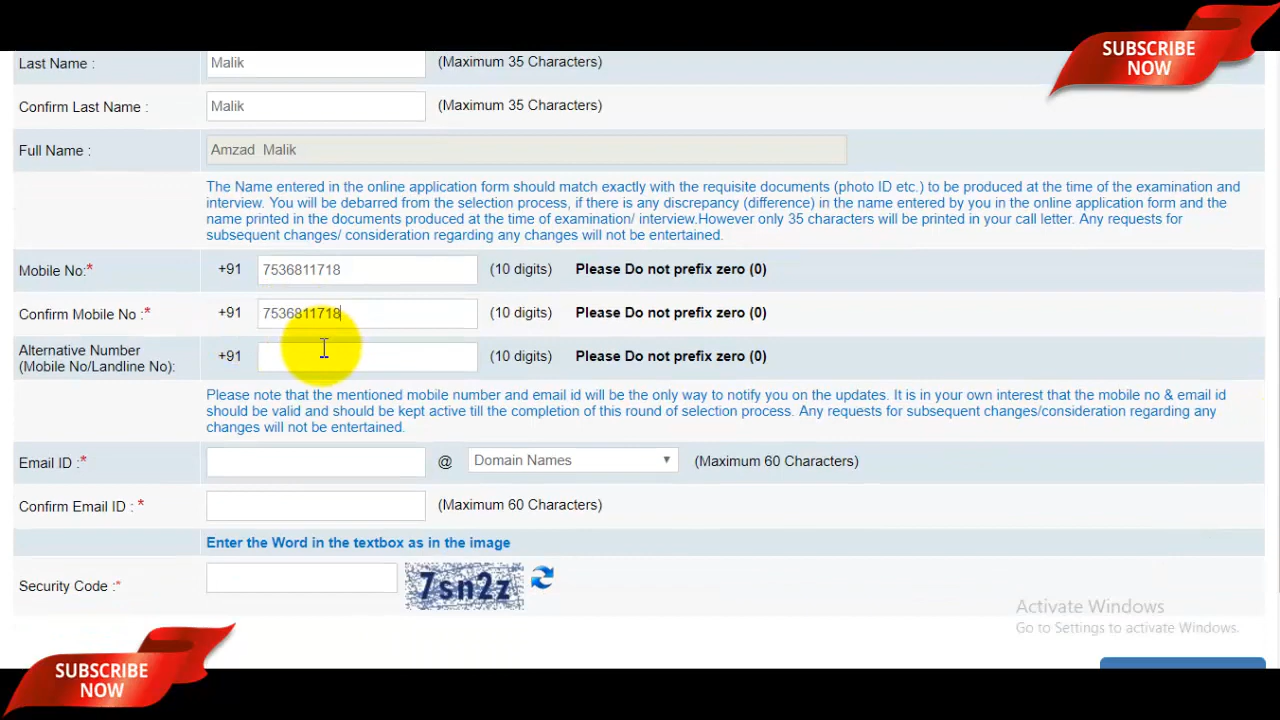 SUBSCRIBE
NOW
Last Name : Malik (Maximum 35 Characters)
Confirm Last Name : Malik (Maximum 35 Characters)
Full Name : Amzad Malik
The Name entered in the online application form should match exactly with the requisite documents (photo ID etc.) to be produced at the time of the examination and
interview. You will be debarred from the selection process, if there is any discrepancy (difference) in the name entered by you in the online application form and the
name printed in the documents produced at the time of examination/ interview.However only 35 characters will be printed in your call letter. Any requests for
subsequent changes/ consideration regarding any changes will not be entertained.
Mobile No:* +91 7536811718 (10 digits) Please Do not prefix zero (0)
Confirm Mobile No :* +91 7536811718 (10 digits) Please Do not prefix zero (0)
Alternative Number
(Mobile No/Landline No): +91 (10 digits) Please Do not prefix zero (0)
Please note that the mentioned mobile number and email id will be the only way to notify you on the updates. It is in your own interest that the mobile no & email id
should be valid and should be kept active till the completion of this round of selection process. Any requests for subsequent changes/consideration regarding any
changes will not be entertained.
Email ID :* @ Domain Names (Maximum 60 Characters)
Confirm Email ID : * (Maximum 60 Characters)
Enter the Word in the textbox as in the image
Security Code :* 7sn2z
Activate Windows
Go to Settings to activate Windows.
SUBSCRIBE
NOW